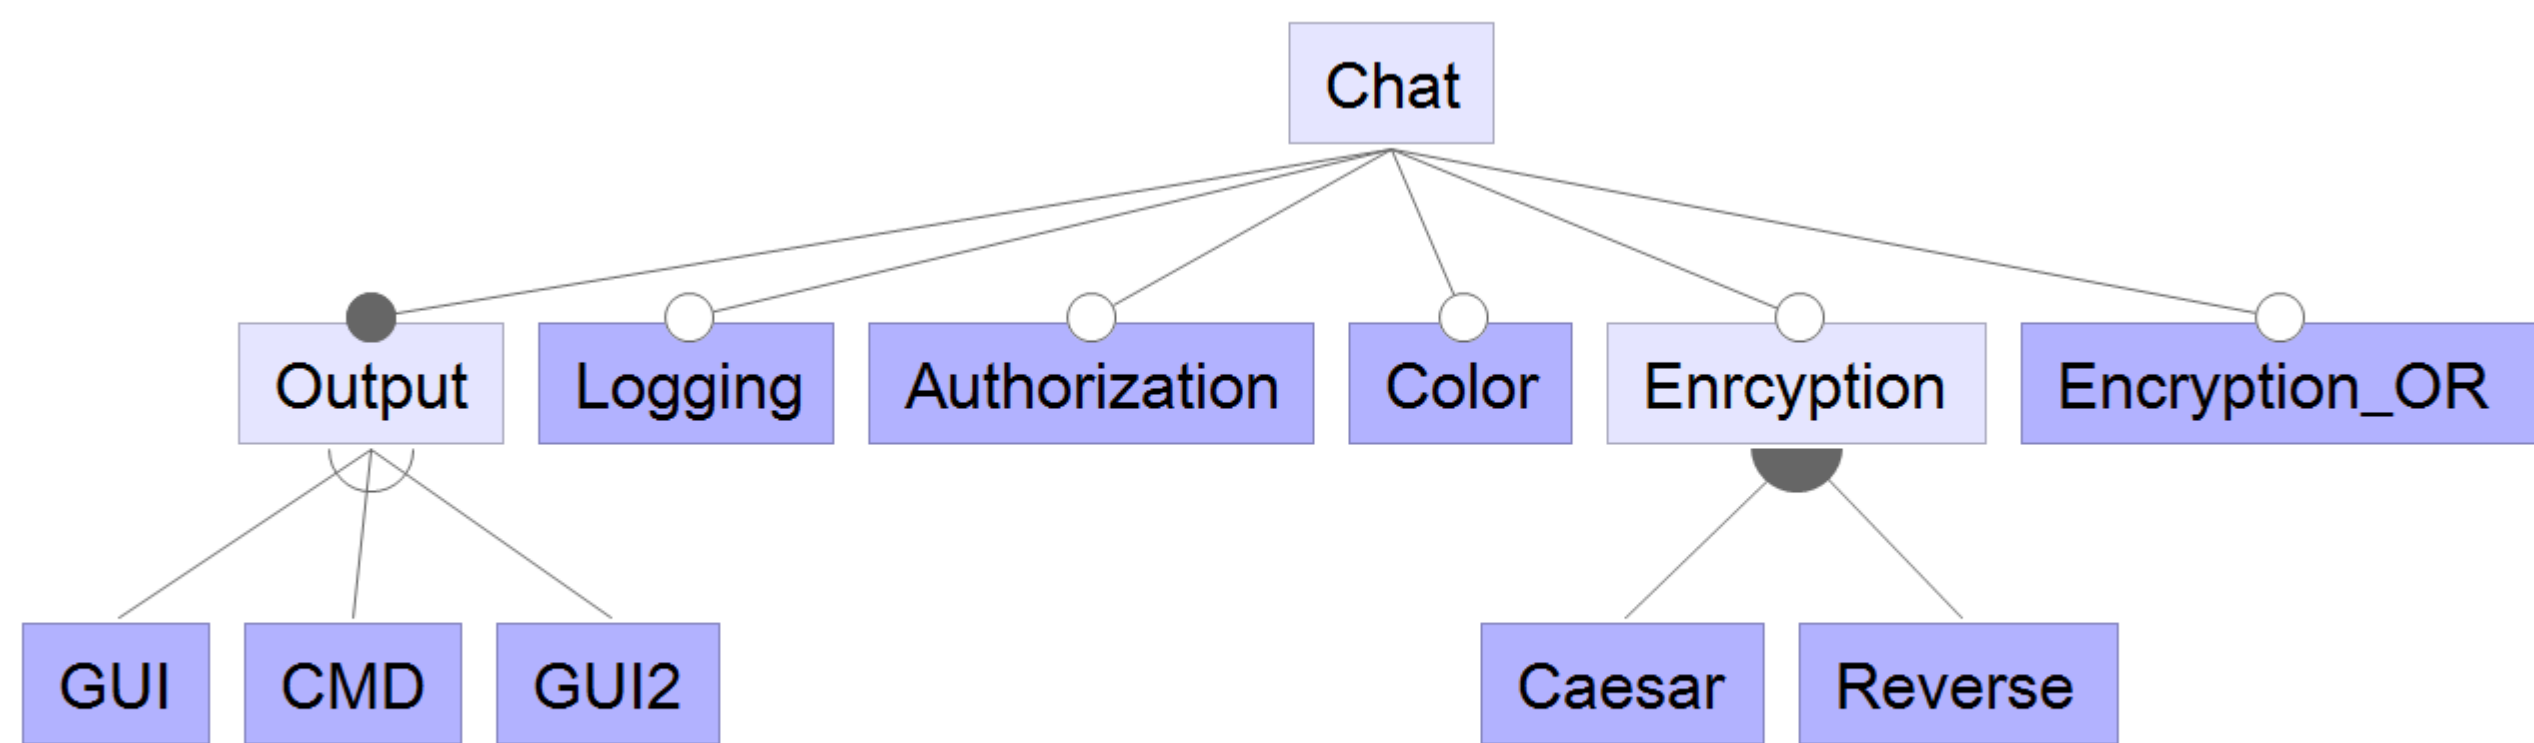 Chat
Output
Logging
Authorization
Color
Enrcyption
Encryption_OR
GUI
CMD
GUI2
Caesar
Reverse